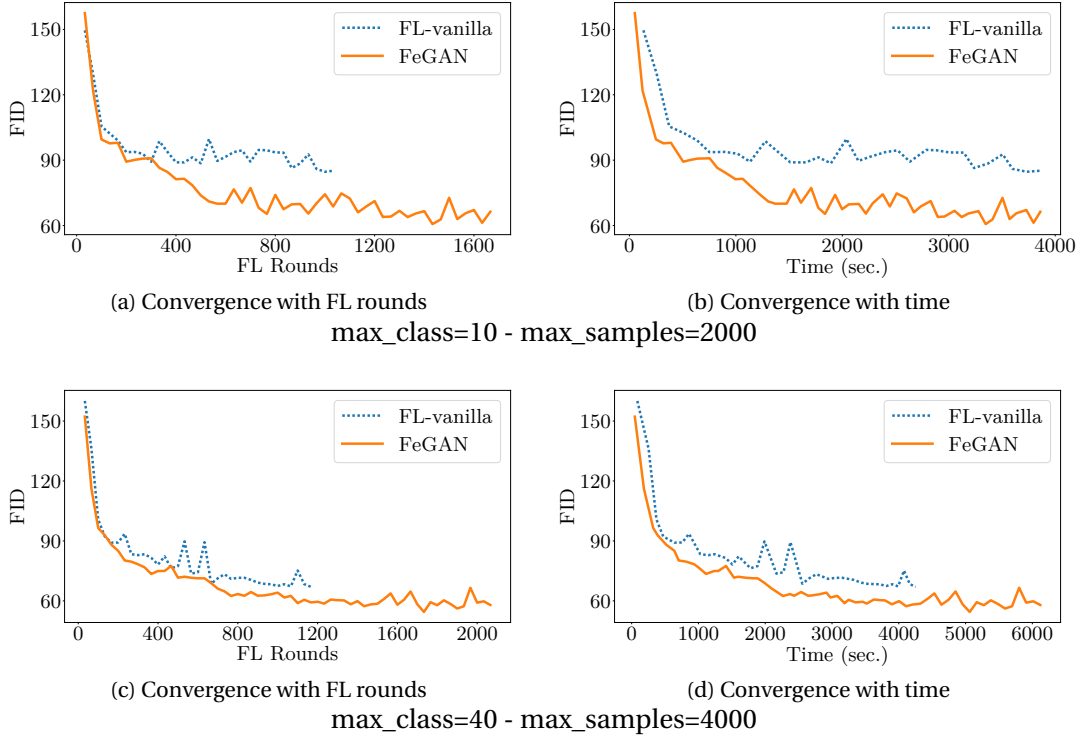 150
120
90
60
FID
FL-vanilla
FeGAN
0 400 800 1200 1600
FL Rounds
(a) Convergence with FL rounds
150
120
90
60
FID
FL-vanilla
FeGAN
0 1000 2000 3000 4000
Time (sec.)
(b) Convergence with time
max_class=10 - max_samples=2000
150
120
90
60
FID
FL-vanilla
FeGAN
0 400 800 1200 1600 2000
FL Rounds
(c) Convergence with FL rounds
150
120
90
60
FID
FL-vanilla
FeGAN
0 1000 2000 3000 4000 5000 6000
Time (sec.)
(d) Convergence with time
max_class=40 - max_samples=4000